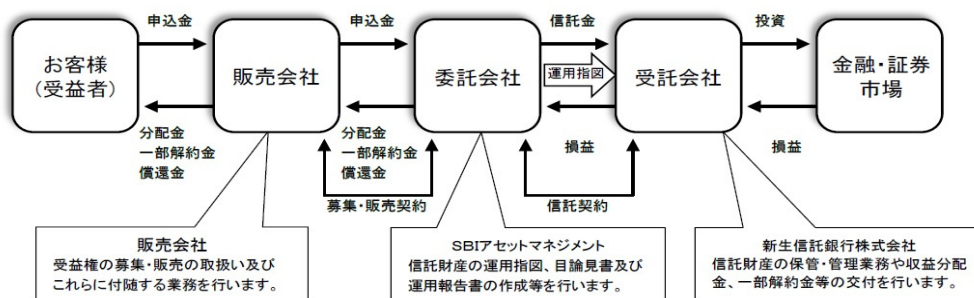 申込金
申込金
信託金
投資
お客様
(受益者)
販売会社
委託会社
運用指図
受託会社
金融・証券
市場
分配金
一部解約金
償還金
分配金
一部解約金
償還金
損益
損益
募集・販売契約
信託契約
販売会社
受益権の募集・販売の取扱い及び
これらに付随する業務を行います。
SBIアセットマネジメント
信託財産の運用指図、目論見書及び
運用報告書の作成等を行います。
新生信託銀行株式会社
信託財産の保管・管理業務や収益分配
金、一部解約金等の交付を行います。